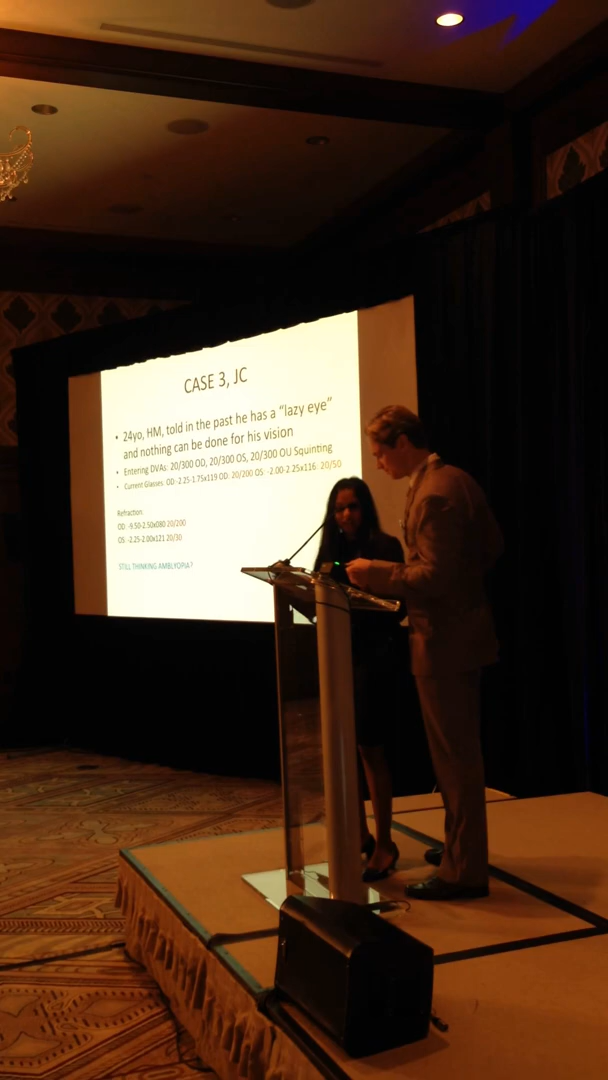 CASE 3, JC
• 24yo, HM, told in the past he has a “lazy eye”
and nothing can be done for his vision
• Entering DVAs: 20/300 OD, 20/300 OS, 20/300 OU Squinting
• Current Glasses: OD -2.25-1.75x119 OD: 20/200 OS -2.00-2.25x116: 20/50
Refraction
OD: -9.50-2.50x080 20/200
OS: -2.25-2.00x121 20/30
STILL THINKING AMBLYOPIA?